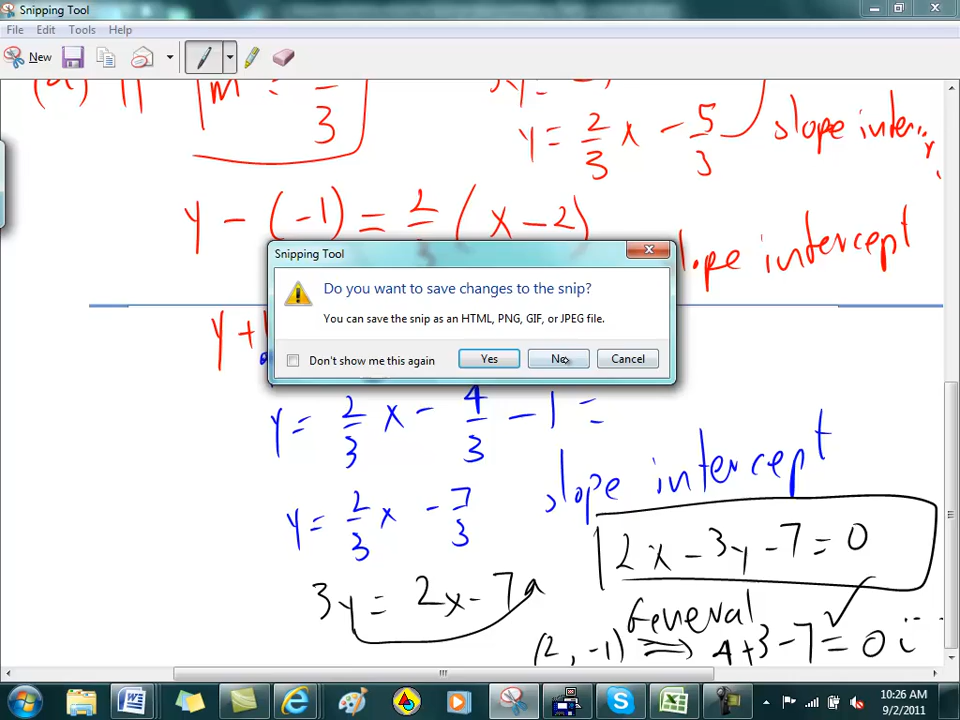 Snipping Tool
File Edit Tools Help
New
(a) || m = 3
y = 2/3 x - 5/3 slope inter
y - (-1) = 2 (x - 2)
slope intercept
Snipping Tool
Do you want to save changes to the snip?
You can save the snip as an HTML, PNG, GIF, or JPEG file.
Don't show me this again Yes No Cancel
y +
y = 2/3 x - 4/3 - 1 =
slope intercept
y = 2/3 x - 7/3
2x - 3y - 7 = 0
3y = 2x - 7
General
(2, -1) ⇒ 4+3-7=0
10:26 AM
9/2/2011